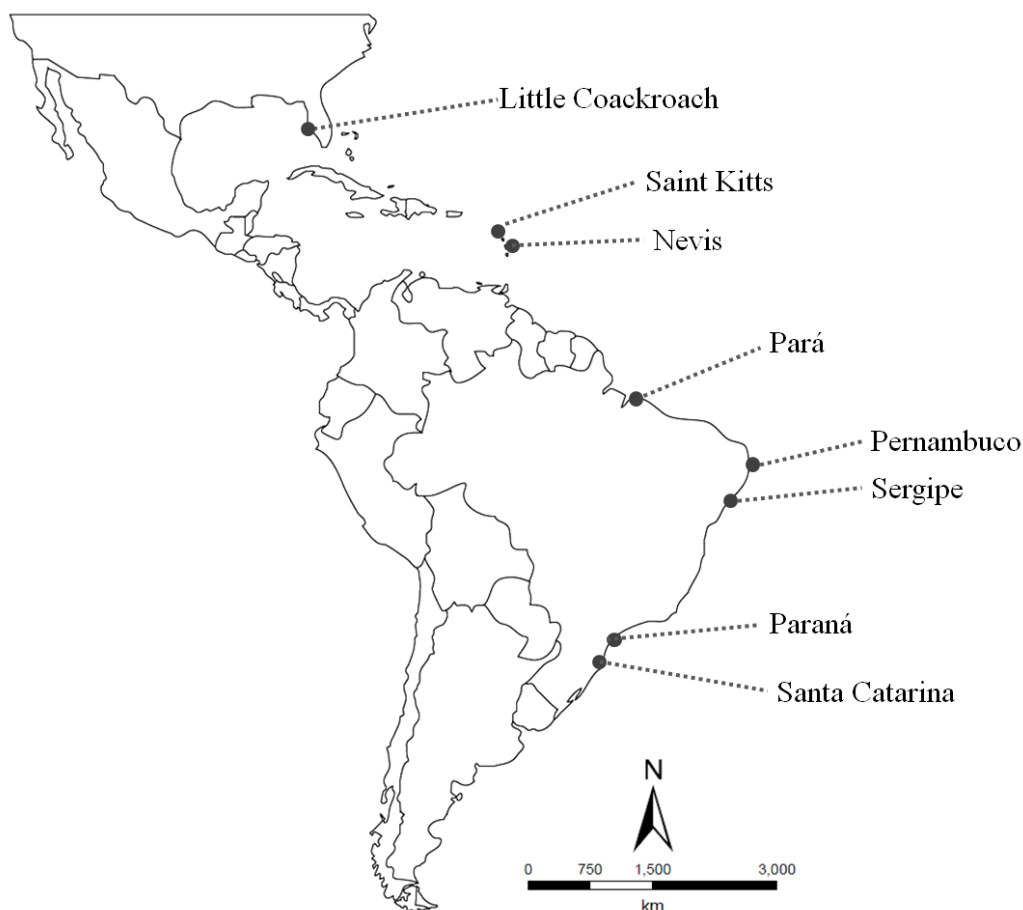 Little Coackroach
Saint Kitts
Nevis
Pará
Pernambuco
Sergipe
Paraná
Santa Catarina
N
0 750 1,500 3,000
km